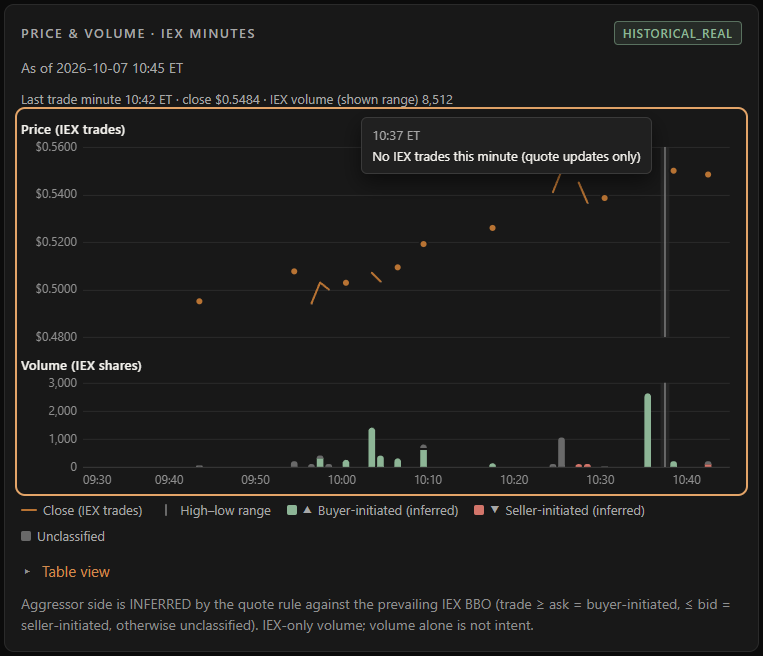 PRICE & VOLUME · IEX MINUTES
HISTORICAL_REAL
As of 2026-10-07 10:45 ET
Last trade minute 10:42 ET · close $0.5484 · IEX volume (shown range) 8,512
Price (IEX trades)
10:37 ET
No IEX trades this minute (quote updates only)
$0.5600
$0.5400
$0.5200
$0.5000
$0.4800
Volume (IEX shares)
3,000
2,000
1,000
0
09:30 09:40 09:50 10:00 10:10 10:20 10:30 10:40
Close (IEX trades) High–low range Buyer-initiated (inferred) Seller-initiated (inferred)
Unclassified
Table view
Aggressor side is INFERRED by the quote rule against the prevailing IEX BBO (trade ≥ ask = buyer-initiated, ≤ bid =
seller-initiated, otherwise unclassified). IEX-only volume; volume alone is not intent.